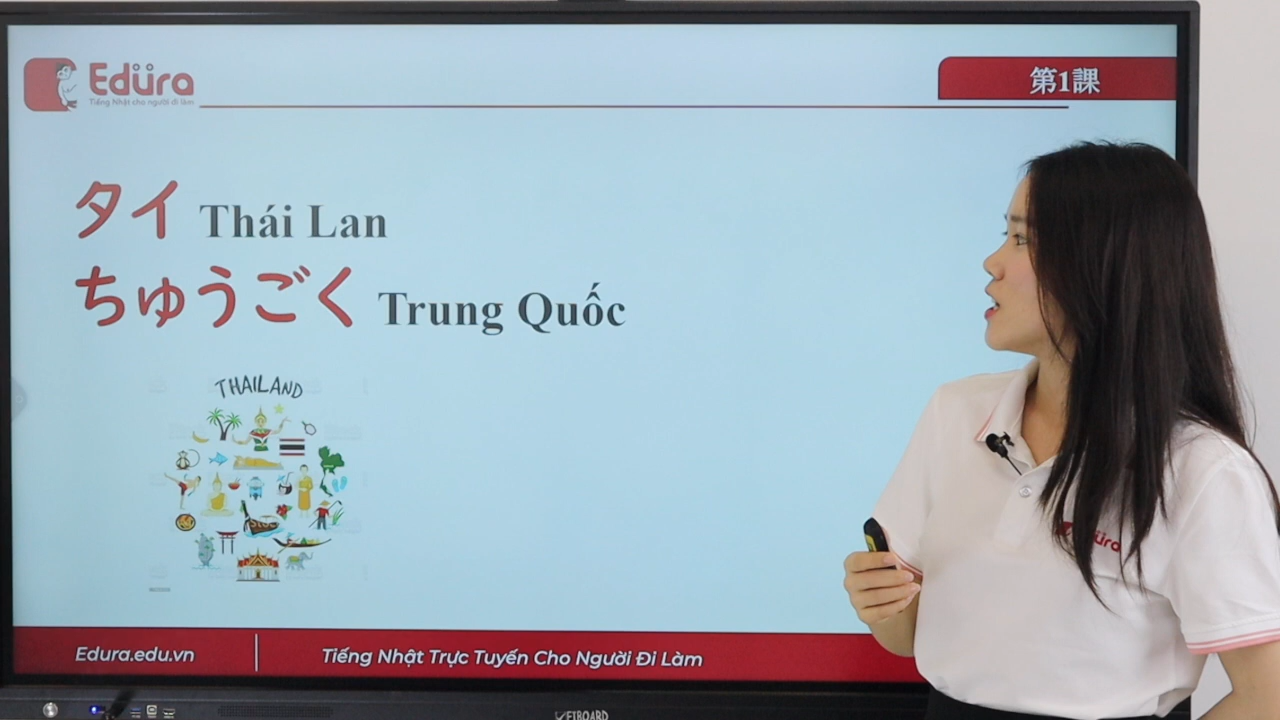 Edüra
Tiếng Nhật cho người đi làm
第1課
タイ Thái Lan
ちゅうごく Trung Quốc
THAILAND
Edura.edu.vn
Tiếng Nhật Trực Tuyến Cho Người Đi Làm